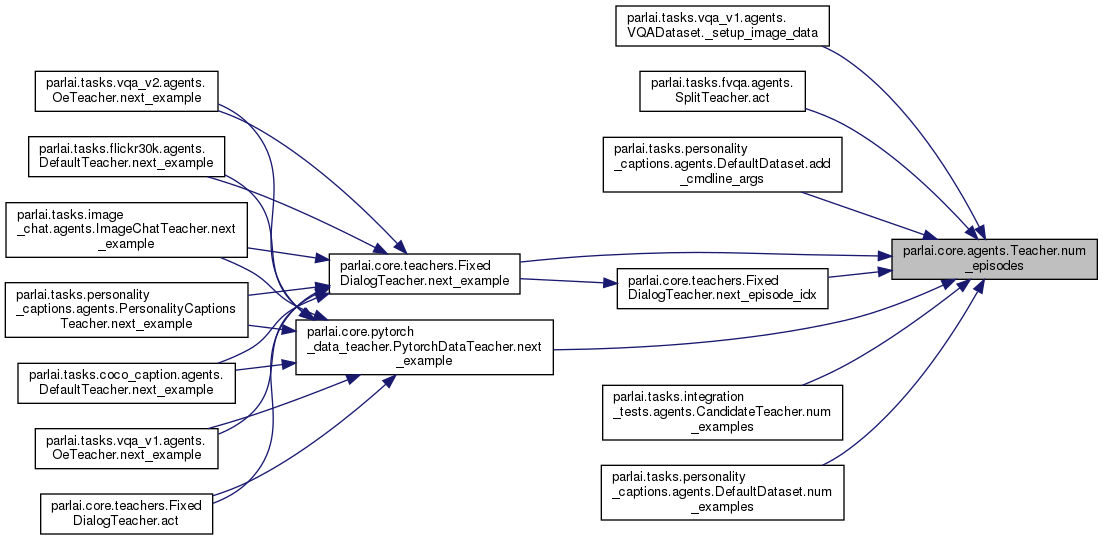 parlai.tasks.vqa_v1.agents.
VQADataset._setup_image_data
parlai.tasks.vqa_v2.agents.
OeTeacher.next_example
parlai.tasks.fvqa.agents.
SplitTeacher.act
parlai.tasks.flickr30k.agents.
DefaultTeacher.next_example
parlai.tasks.personality
_captions.agents.DefaultDataset.add
_cmdline_args
parlai.tasks.image
_chat.agents.ImageChatTeacher.next
_example
parlai.core.teachers.Fixed
DialogTeacher.next_example
parlai.core.teachers.Fixed
DialogTeacher.next_episode_idx
parlai.core.agents.Teacher.num
_episodes
parlai.tasks.personality
_captions.agents.PersonalityCaptions
Teacher.next_example
parlai.core.pytorch
_data_teacher.PytorchDataTeacher.next
_example
parlai.tasks.coco_caption.agents.
DefaultTeacher.next_example
parlai.tasks.integration
_tests.agents.CandidateTeacher.num
_examples
parlai.tasks.vqa_v1.agents.
OeTeacher.next_example
parlai.tasks.personality
_captions.agents.DefaultDataset.num
_examples
parlai.core.teachers.Fixed
DialogTeacher.act